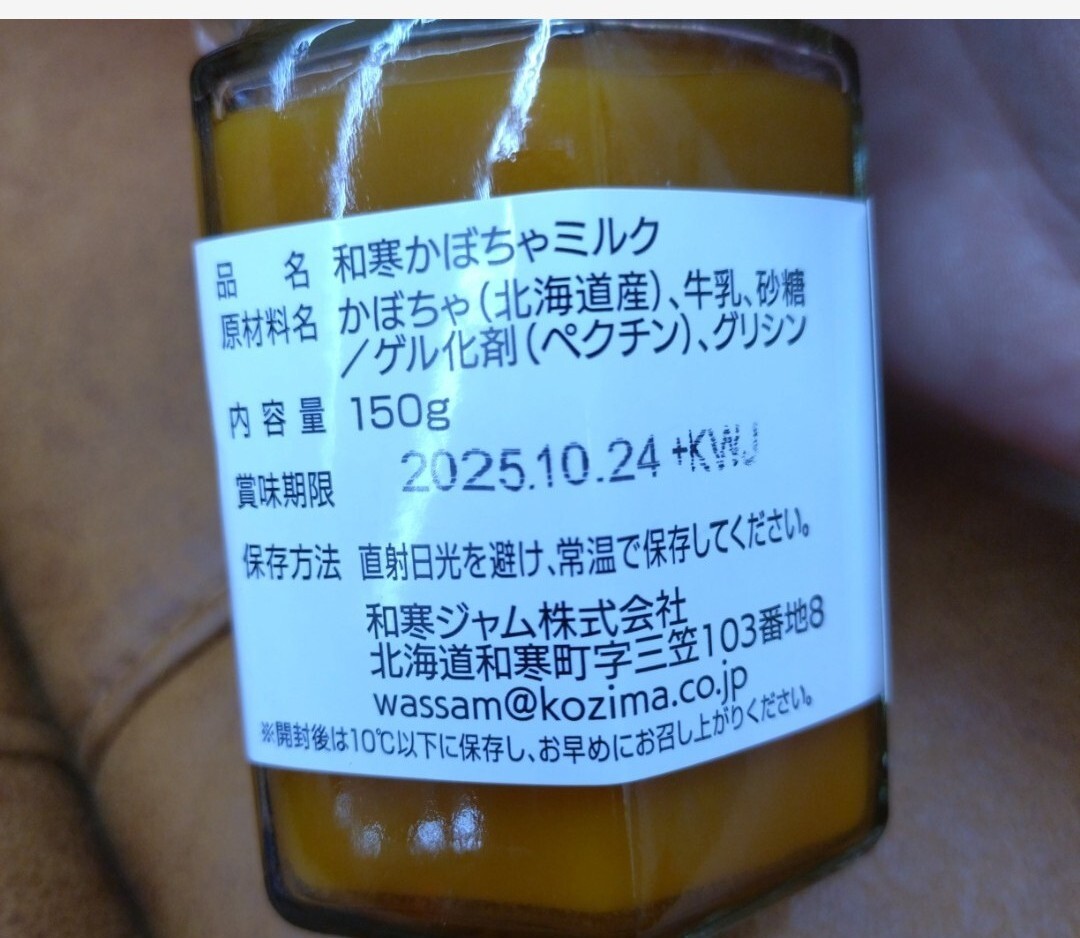 品名 和寒かぼちゃミルク
原材料名 かぼちゃ(北海道産)、牛乳、砂糖
/ゲル化剤(ペクチン)、グリシン
内容量 150g
賞味期限 2025.10.24 +KWJ
保存方法 直射日光を避け、常温で保存してください。
和寒ジャム株式会社
北海道和寒町字三笠103番地8
wassam@kozima.co.jp
※開封後は10℃以下に保存し、お早めにお召し上がりください。